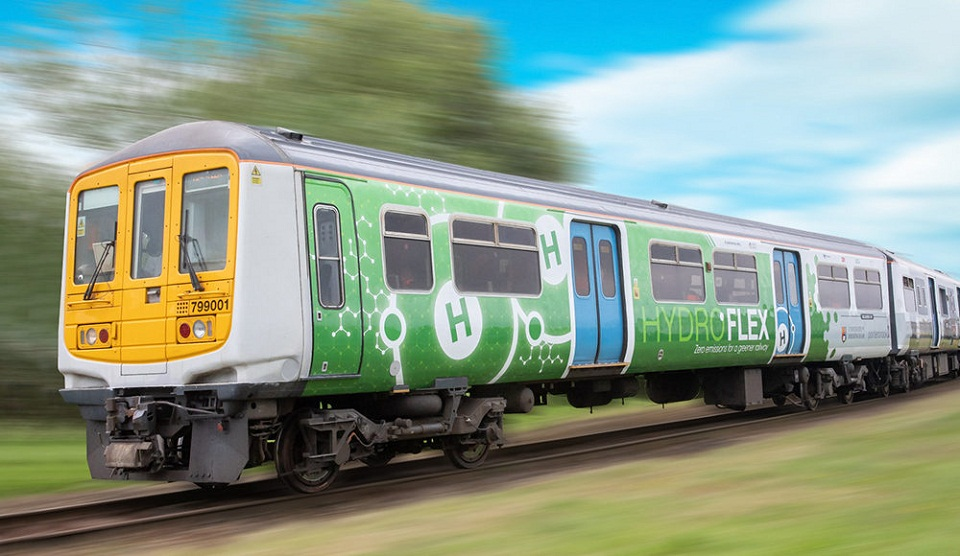 799001
H
H
HYDROFLEX
Zero emissions for a greener railway
H